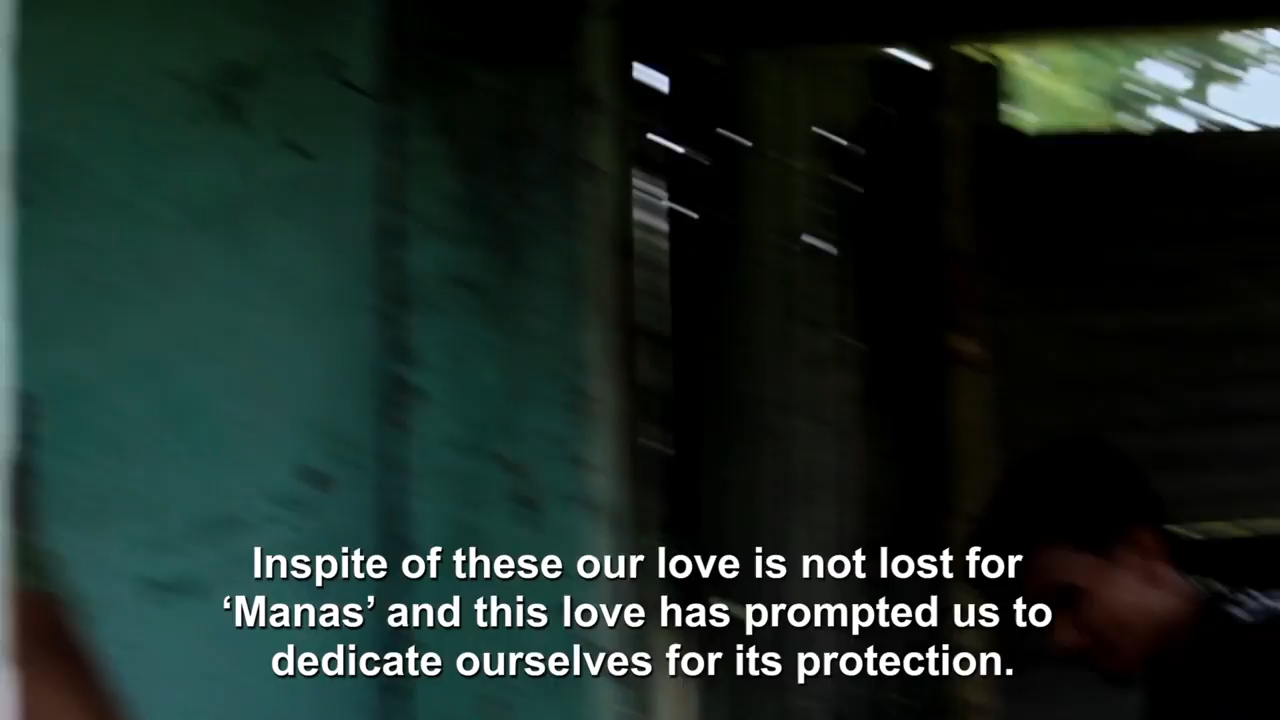 Inspite of these our love is not lost for
‘Manas’ and this love has prompted us to
dedicate ourselves for its protection.